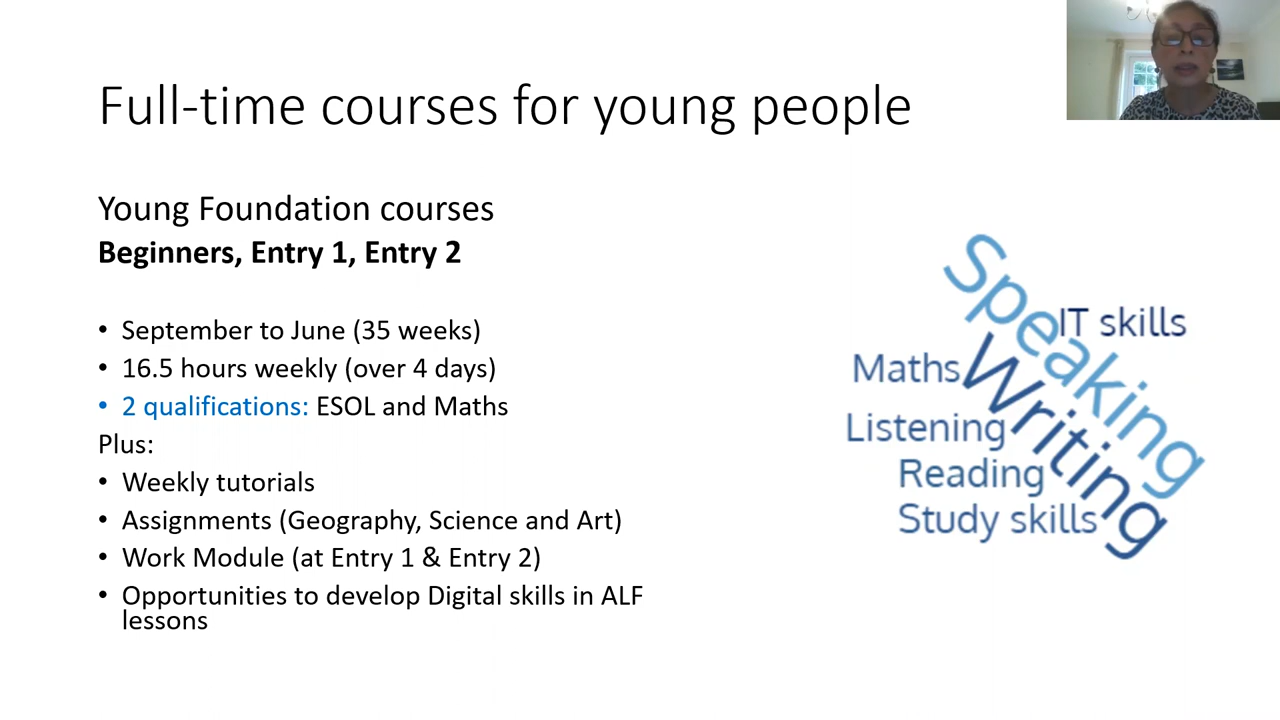 Full-time courses for young people
Young Foundation courses
Beginners, Entry 1, Entry 2
• September to June (35 weeks)
• 16.5 hours weekly (over 4 days)
• 2 qualifications: ESOL and Maths
Plus:
• Weekly tutorials
• Assignments (Geography, Science and Art)
• Work Module (at Entry 1 & Entry 2)
• Opportunities to develop Digital skills in ALF
lessons
Speaking
IT skills
Maths
Writing
Listening
Reading
Study skills